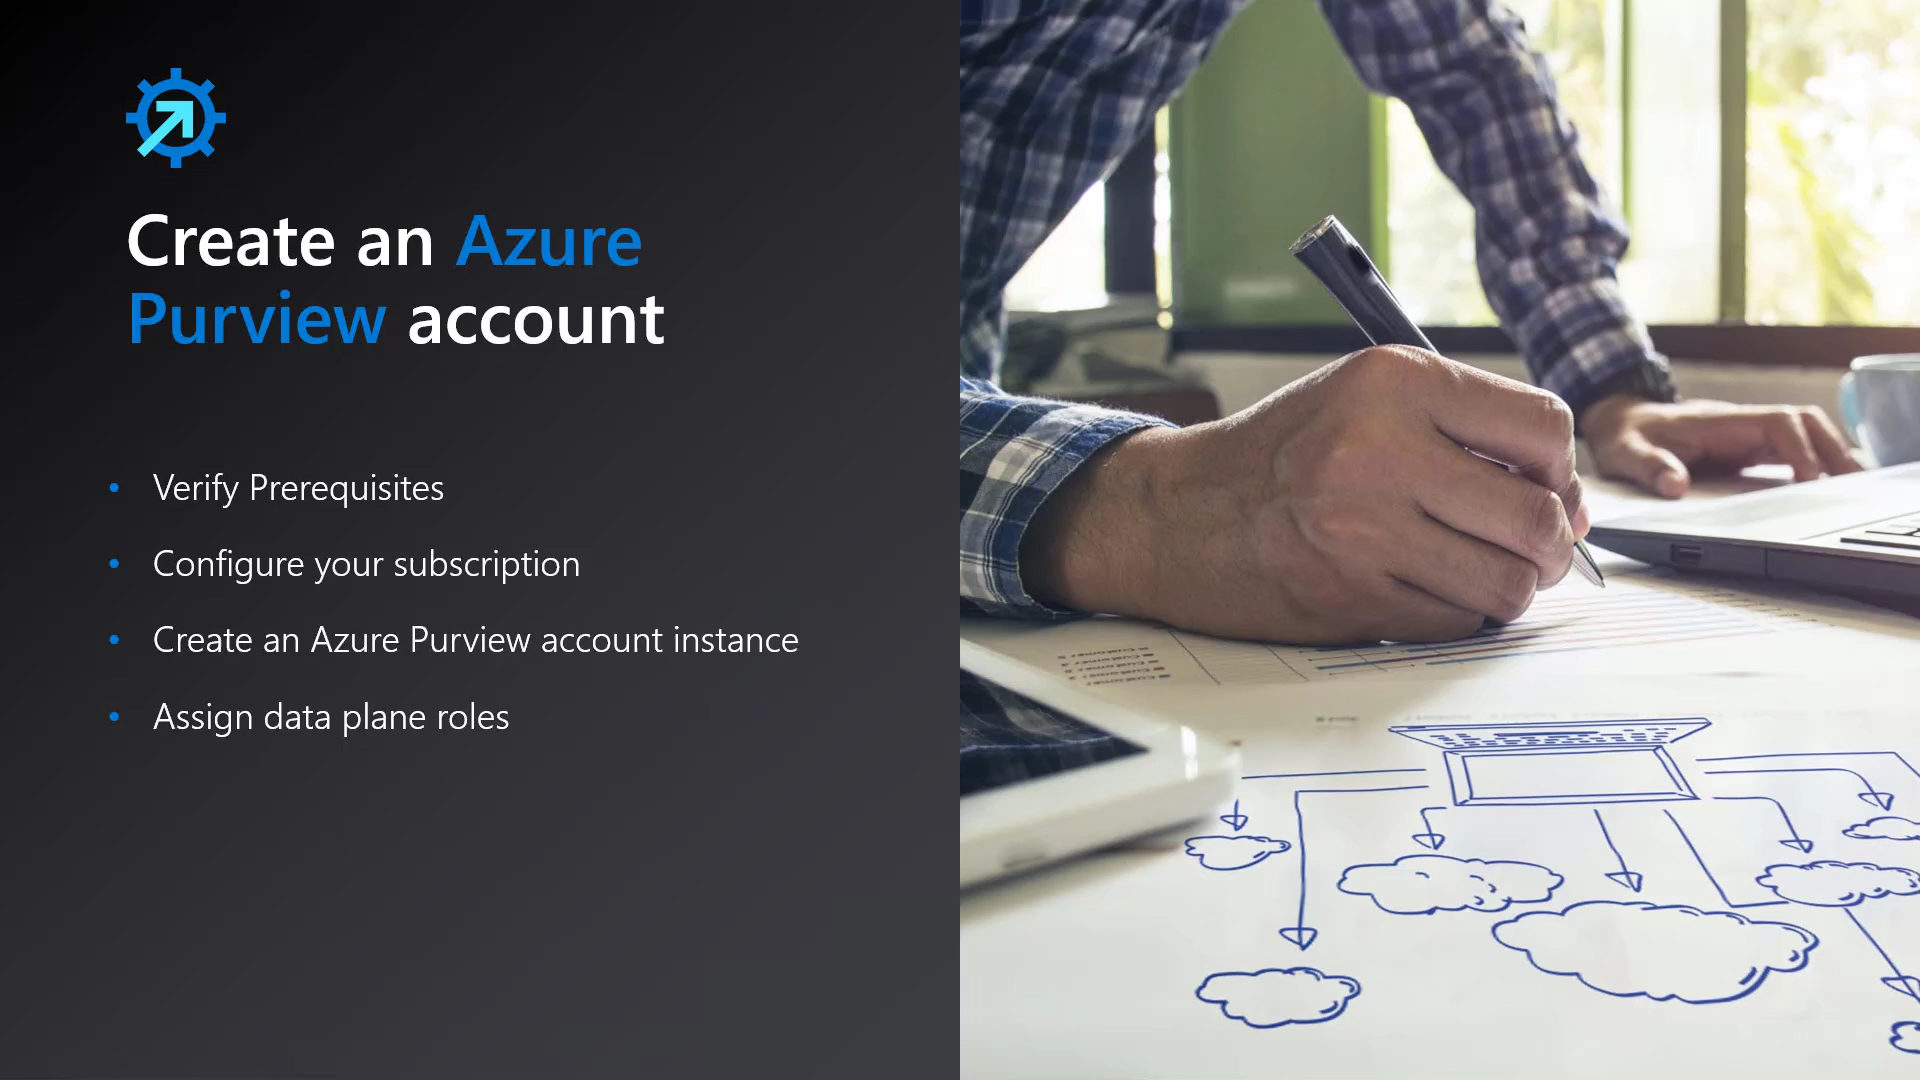 Create an Azure
Purview account
• Verify Prerequisites
• Configure your subscription
• Create an Azure Purview account instance
• Assign data plane roles